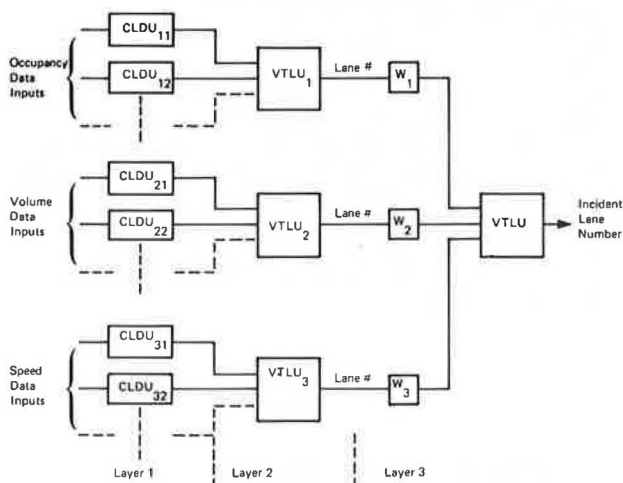 CLDU11
Occupancy
Data
Inputs
CLDU12
VTLU1
Lane #
W1
CLDU21
Volume
Data
Inputs
CLDU22
VTLU2
Lane #
W2
VTLU
Incident
Lane
Number
CLDU31
Speed
Data
Inputs
CLDU32
VTLU3
Lane #
W3
Layer 1
Layer 2
Layer 3